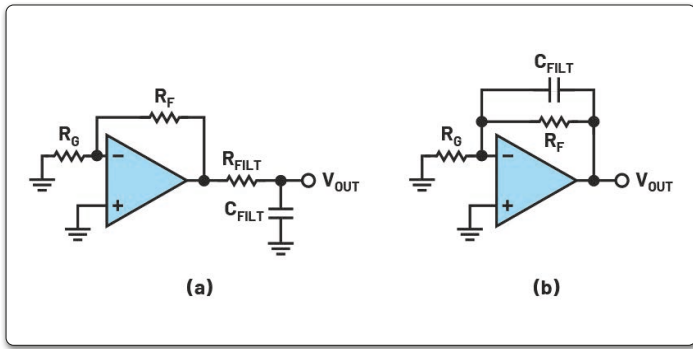 R_F
R_G
R_FILT
−
+
V_OUT
C_FILT
(a)
C_FILT
R_G
R_F
−
+
V_OUT
(b)